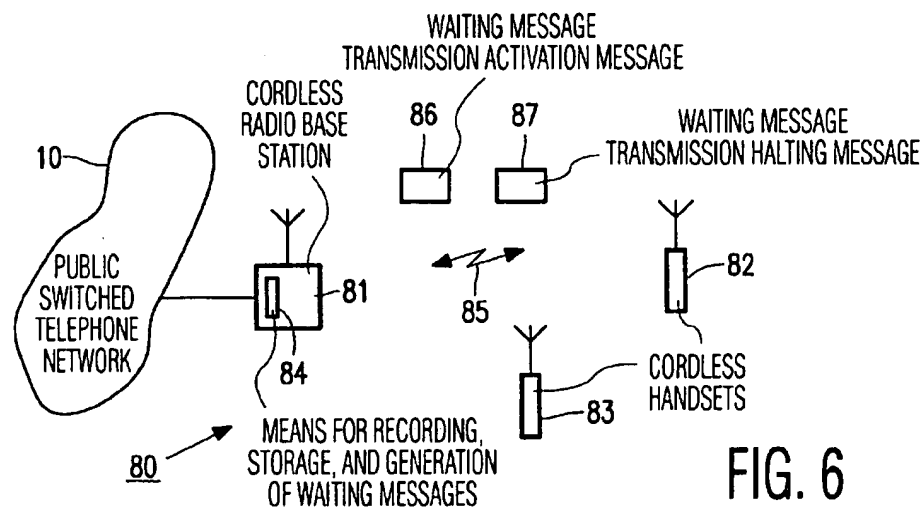 WAITING MESSAGE
TRANSMISSION ACTIVATION MESSAGE
CORDLESS
RADIO BASE
STATION
86
87
WAITING MESSAGE
TRANSMISSION HALTING MESSAGE
10
PUBLIC
SWITCHED
TELEPHONE
NETWORK
81
84
85
82
83
CORDLESS
HANDSETS
80
MEANS FOR RECORDING,
STORAGE, AND GENERATION
OF WAITING MESSAGES
FIG. 6